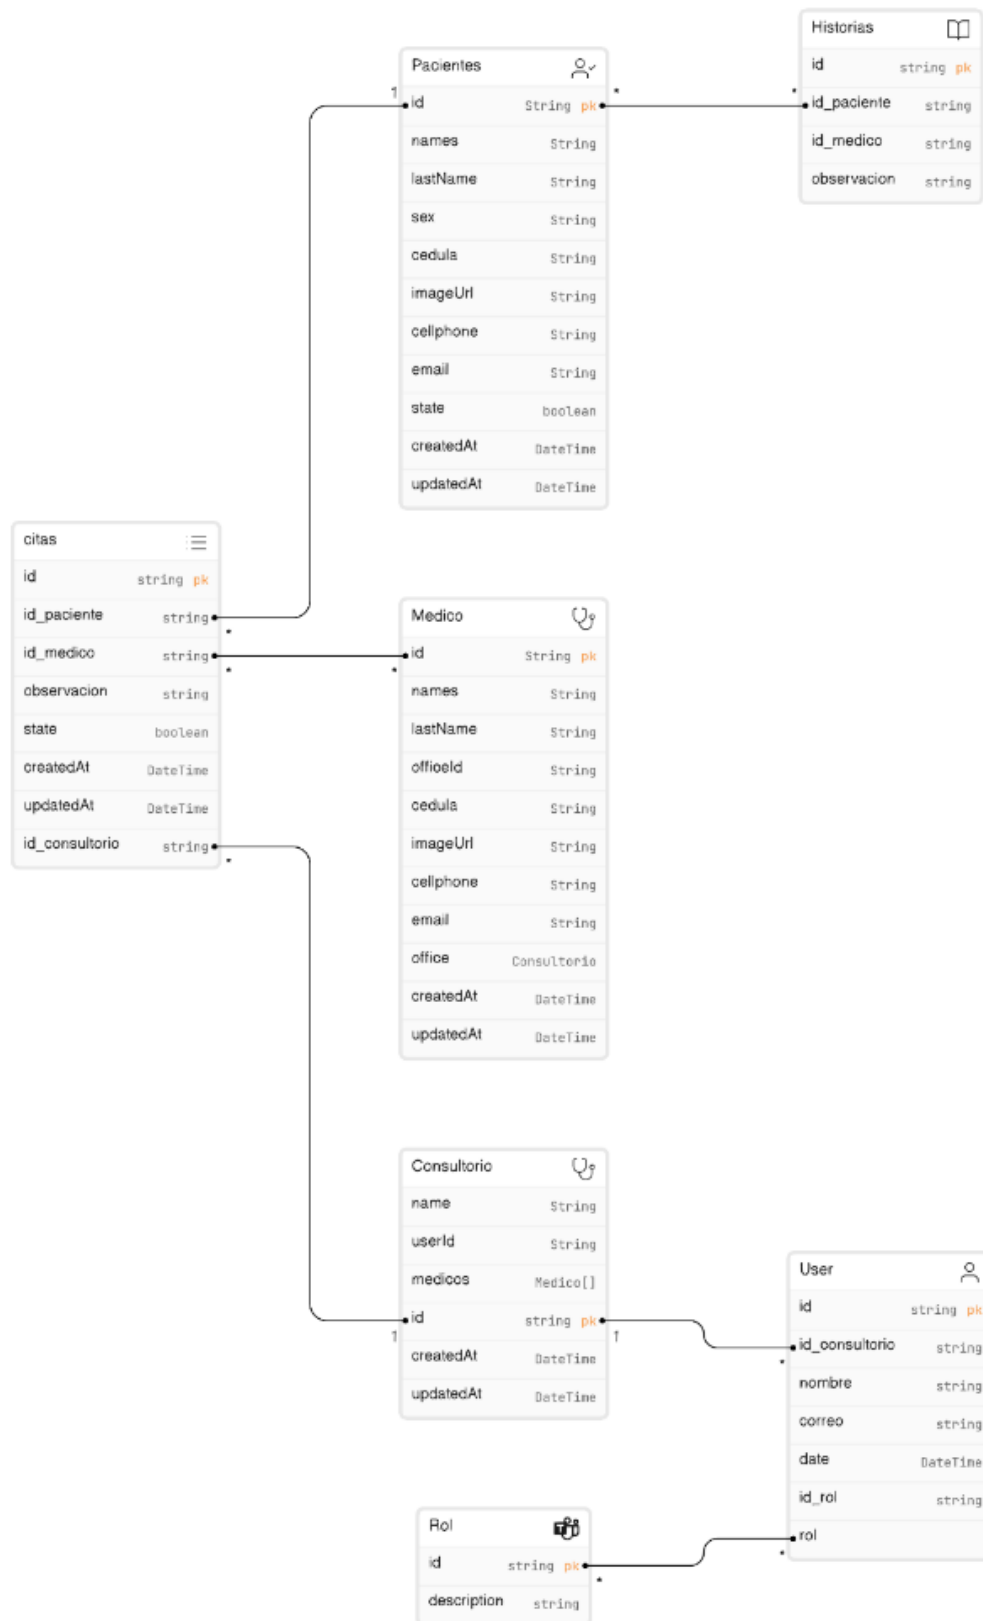 Historias
id string pk
id_paciente string
id_medico string
observacion string
Pacientes
id String pk
names String
lastName String
sex String
cedula String
imageUrl String
cellphone String
email String
state boolean
createdAt DateTime
updatedAt DateTime
1
*
*
citas
id string pk
id_paciente string
id_medico string
observacion string
state boolean
createdAt DateTime
updatedAt DateTime
id_consultorio string
*
*
*
Medico
id String pk
names String
lastName String
officeId String
cedula String
imageUrl String
cellphone String
email String
office Consultorio
createdAt DateTime
updatedAt DateTime
*
Consultorio
name String
userId String
medicos Medico[]
id string pk
createdAt DateTime
updatedAt DateTime
1
1
User
id string pk
id_consultorio string
nombre string
correo string
date DateTime
id_rol string
rol
*
*
Rol
id string pk
description string
*